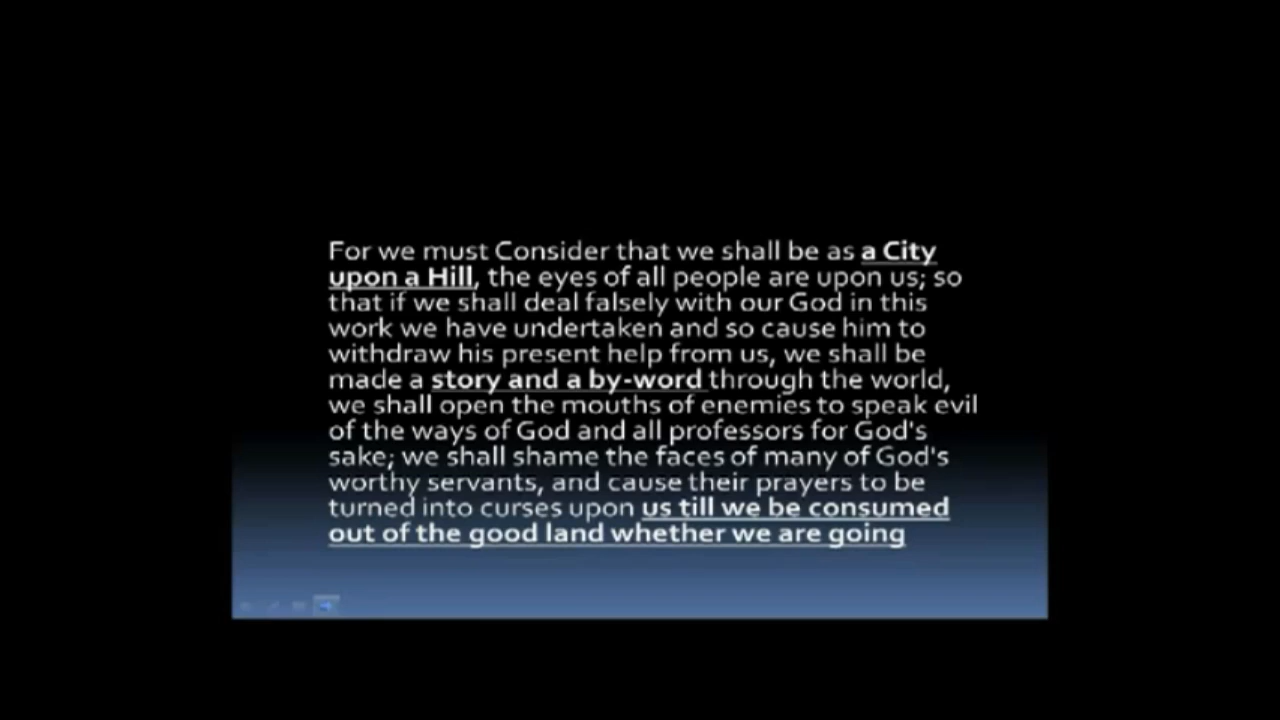 For we must Consider that we shall be as a City
upon a Hill, the eyes of all people are upon us; so
that if we shall deal falsely with our God in this
work we have undertaken and so cause him to
withdraw his present help from us, we shall be
made a story and a by-word through the world,
we shall open the mouths of enemies to speak evil
of the ways of God and all professors for God's
sake; we shall shame the faces of many of God's
worthy servants, and cause their prayers to be
turned into curses upon us till we be consumed
out of the good land whether we are going